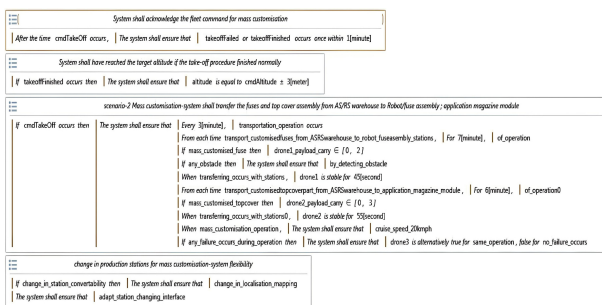 System shall acknowledge the fleet command for mass customisation
After the time cmdTakeOff occurs, The system shall ensure that takeoffFailed or takeoffFinished occurs once within 1[minute]
System shall have reached the target altitude if the take-off procedure finished normally
If takeoffFinished occurs then The system shall ensure that altitude is equal to cmdAltitude ± 3[meter]
scenario-2 Mass customisation-system shall transfer the fuses and top cover assembly from AS/RS warehouse to Robot/fuse assembly ; application magazine module
If cmdTakeOff occurs then The system shall ensure that Every 3[minute], transportation_operation occurs
From each time transport_customisedfuses_from_ASRSwarehouse_to_robot_fuseasembly_stations, For 7[minute], of_operation
If mass_customised_fuse then drone1_payload_carry ∈ [0, 2]
If any_obstacle then The system shall ensure that by_detecting_obstacle
When transferring_occurs_with_stations, drone1 is stable for 45[second]
From each time transport_customisedtopcoverpart_from_ASRSwarehouse_to_application_magazine_module, For 6[minute], of_operation0
If mass_customised_topcover then drone2_payload_carry ∈ [0, 3]
When transferring_occurs_with_stations0, drone2 is stable for 55[second]
When mass_customisation_operation, The system shall ensure that cruise_speed_20kmph
If any_failure_occurs_during_operation then The system shall ensure that drone3 is alternatively true for same_operation, false for no_failure_occurs
change in production stations for mass customisation-system flexibility
If change_in_station_convertability then The system shall ensure that change_in_localisation_mapping
The system shall ensure that adapt_station_changing_interface